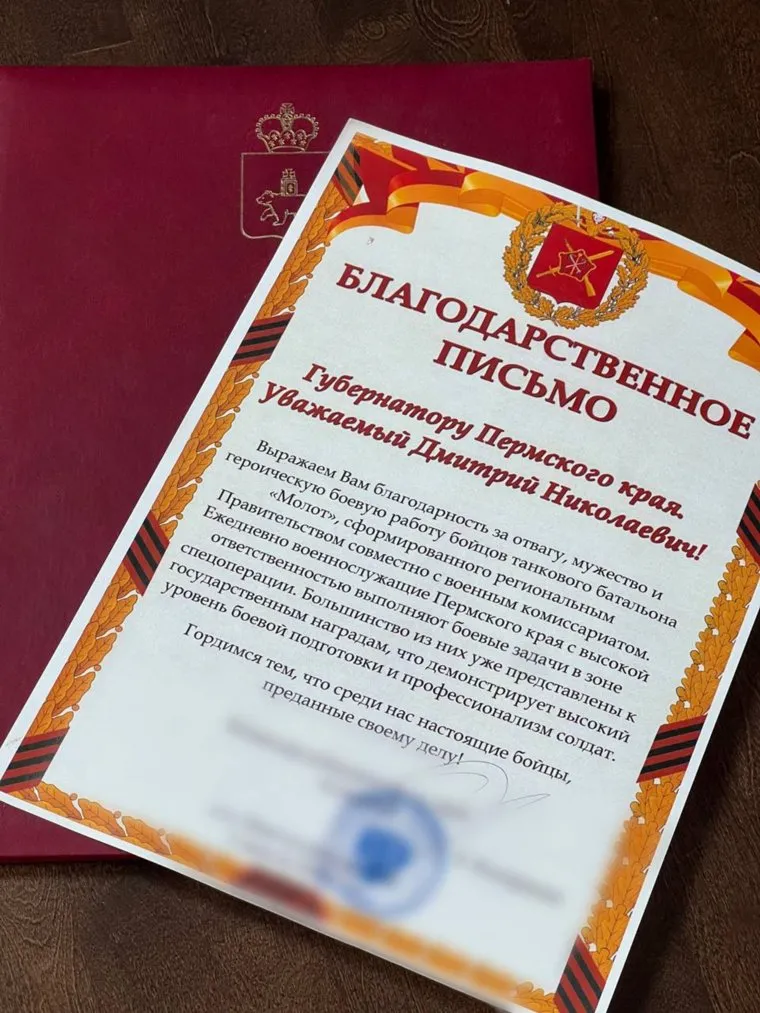 БЛАГОДАРСТВЕННОЕ
ПИСЬМО
Губернатору Пермского края.
Уважаемый Дмитрий Николаевич!
Выражаем Вам благодарность за отвагу, мужество и
героическую боевую работу бойцов танкового батальона
«Молот», сформированного региональным
Правительством совместно с военным комиссариатом.
Ежедневно военнослужащие Пермского края с высокой
ответственностью выполняют боевые задачи в зоне
спецоперации. Большинство из них уже представлены к
государственным наградам, что демонстрирует высокий
уровень боевой подготовки и профессионализм солдат.
Гордимся тем, что среди нас настоящие бойцы,
преданные своему делу!